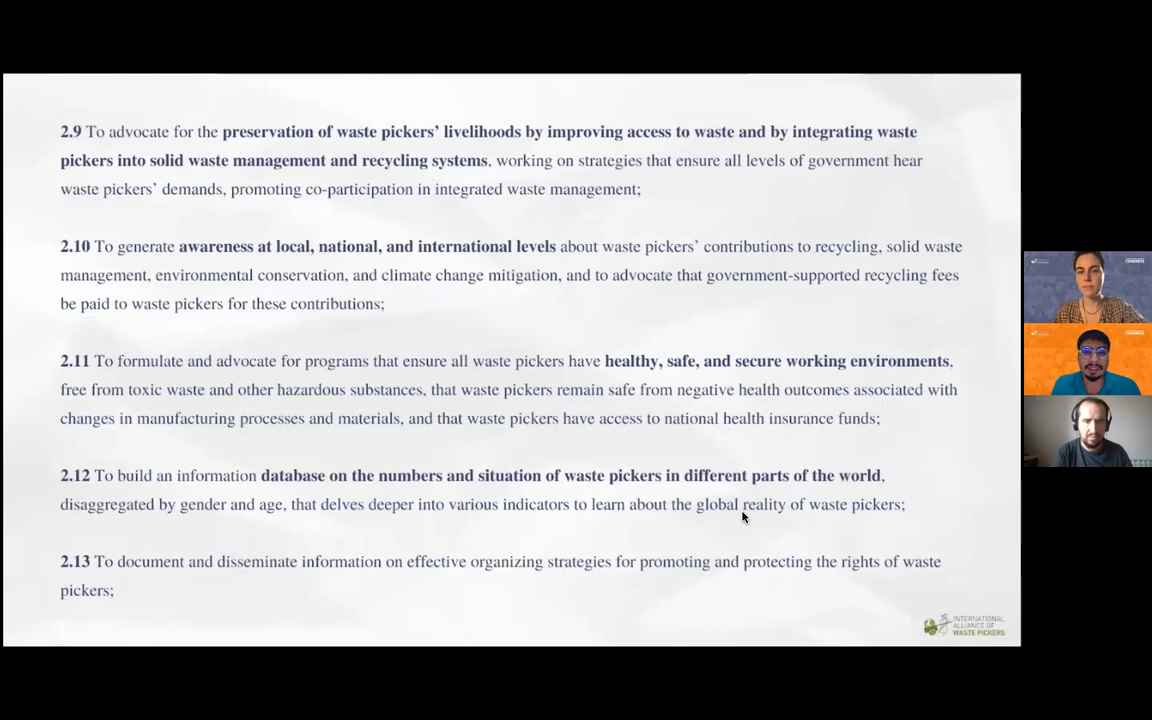 2.9 To advocate for the preservation of waste pickers’ livelihoods by improving access to waste and by integrating waste
pickers into solid waste management and recycling systems, working on strategies that ensure all levels of government hear
waste pickers’ demands, promoting co-participation in integrated waste management;
2.10 To generate awareness at local, national, and international levels about waste pickers’ contributions to recycling, solid waste
management, environmental conservation, and climate change mitigation, and to advocate that government-supported recycling fees
be paid to waste pickers for these contributions;
2.11 To formulate and advocate for programs that ensure all waste pickers have healthy, safe, and secure working environments,
free from toxic waste and other hazardous substances, that waste pickers remain safe from negative health outcomes associated with
changes in manufacturing processes and materials, and that waste pickers have access to national health insurance funds;
2.12 To build an information database on the numbers and situation of waste pickers in different parts of the world,
disaggregated by gender and age, that delves deeper into various indicators to learn about the global reality of waste pickers;
2.13 To document and disseminate information on effective organizing strategies for promoting and protecting the rights of waste
pickers;
INTERNATIONAL
ALLIANCE OF
WASTE PICKERS